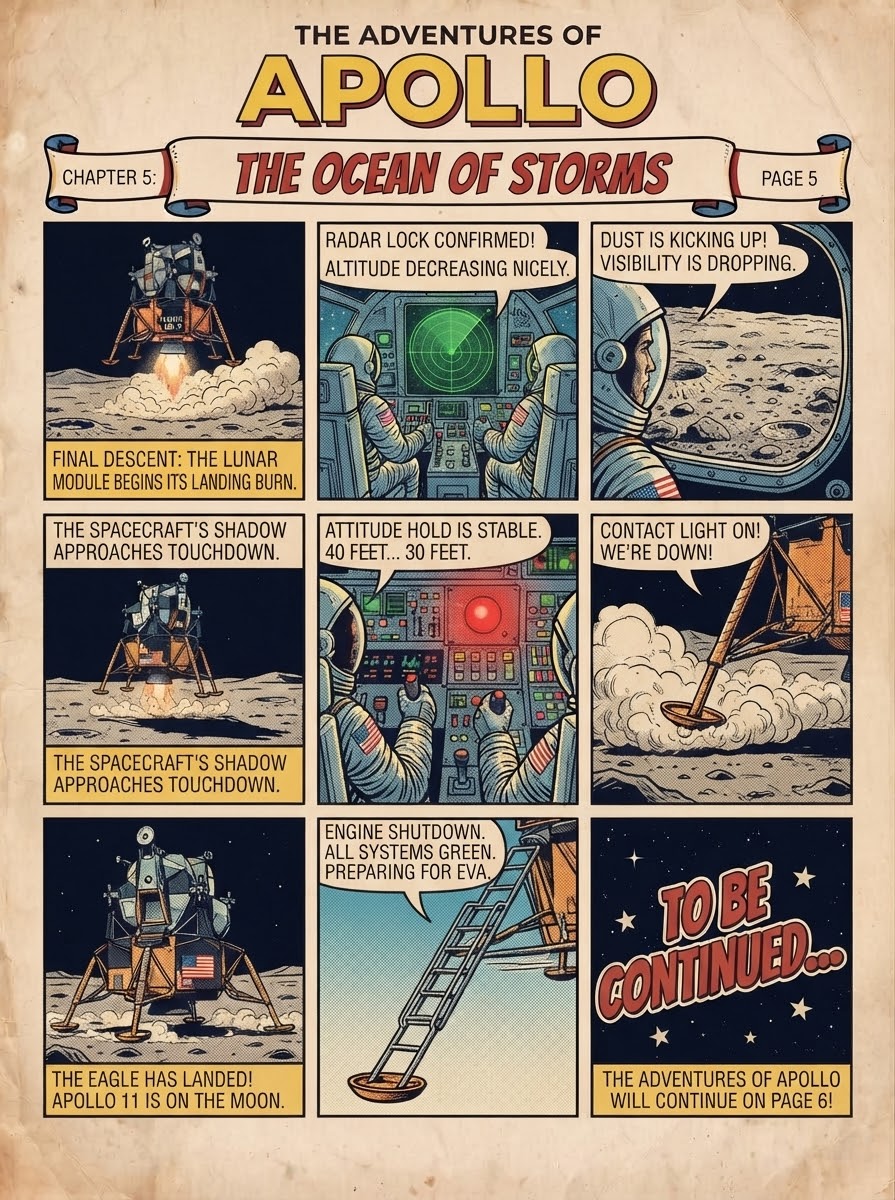 THE ADVENTURES OF
APOLLO
CHAPTER 5:
THE OCEAN OF STORMS
PAGE 5
FINAL DESCENT: THE LUNAR
MODULE BEGINS ITS LANDING BURN.
RADAR LOCK CONFIRMED!
ALTITUDE DECREASING NICELY.
DUST IS KICKING UP!
VISIBILITY IS DROPPING.
THE SPACECRAFT'S SHADOW
APPROACHES TOUCHDOWN.
THE SPACECRAFT'S SHADOW
APPROACHES TOUCHDOWN.
ATTITUDE HOLD IS STABLE.
40 FEET... 30 FEET.
CONTACT LIGHT ON!
WE'RE DOWN!
THE EAGLE HAS LANDED!
APOLLO 11 IS ON THE MOON.
ENGINE SHUTDOWN.
ALL SYSTEMS GREEN.
PREPARING FOR EVA.
TO BE
CONTINUED...
THE ADVENTURES OF APOLLO
WILL CONTINUE ON PAGE 6!